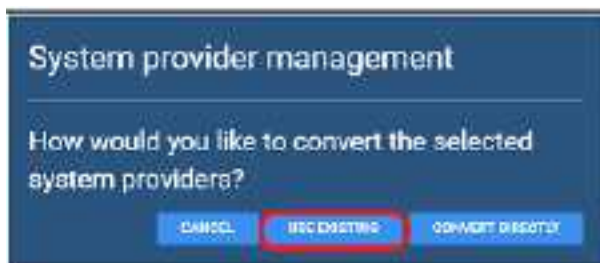 System provider management
How would you like to convert the selected
system providers?
CANCEL USE EXISTING CONVERT DIRECTLY